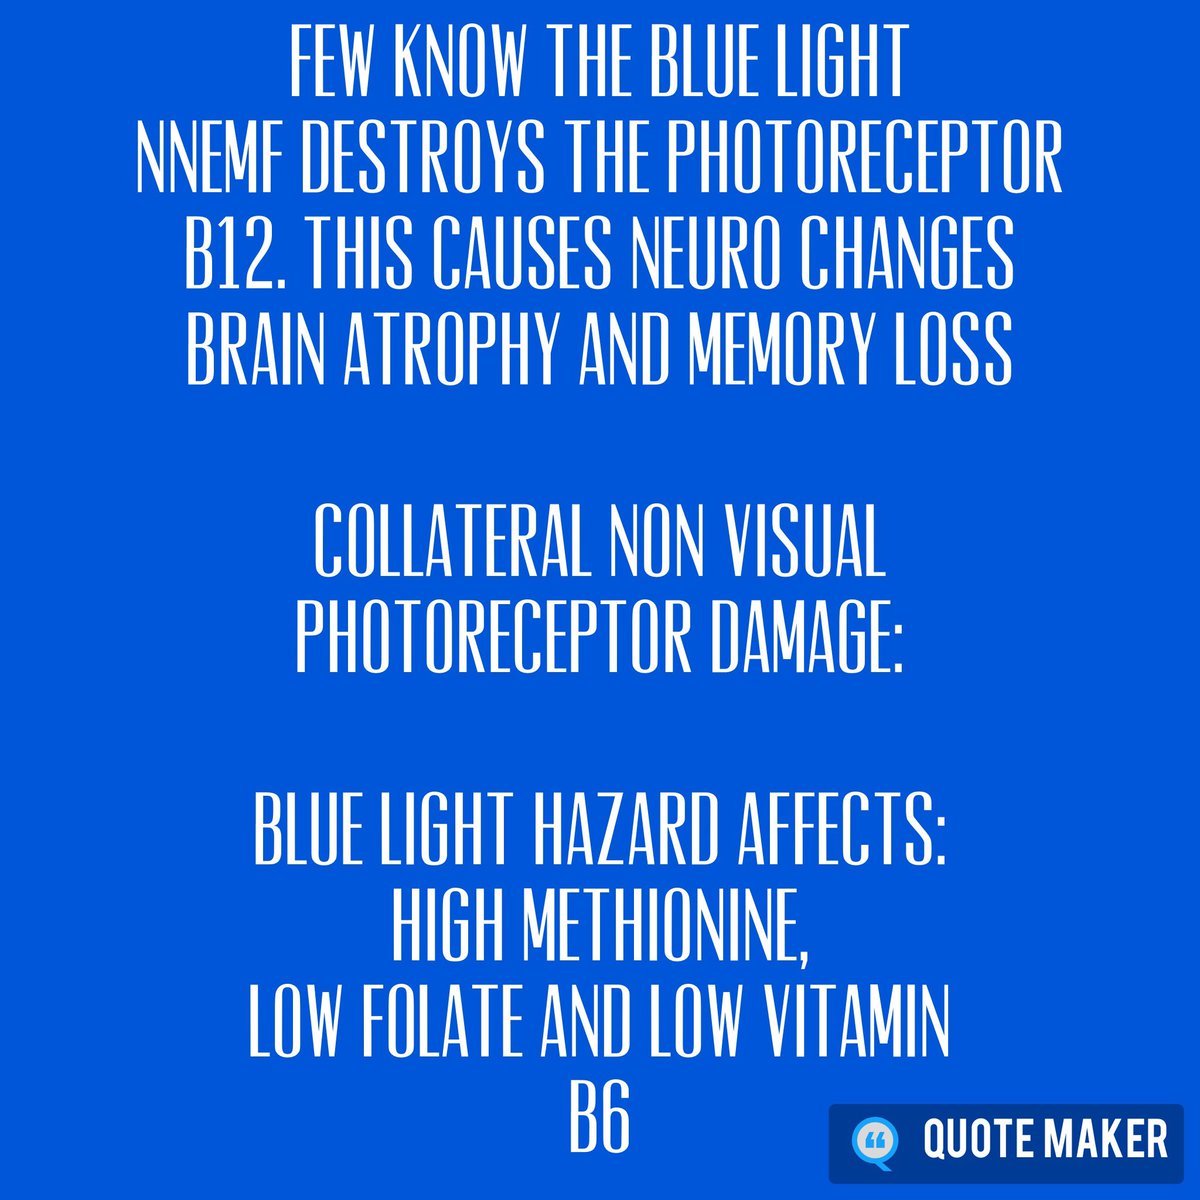 FEW KNOW THE BLUE LIGHT
NNEMF DESTROYS THE PHOTORECEPTOR
B12. THIS CAUSES NEURO CHANGES
BRAIN ATROPHY AND MEMORY LOSS
COLLATERAL NON VISUAL
PHOTORECEPTOR DAMAGE:
BLUE LIGHT HAZARD AFFECTS:
HIGH METHIONINE,
LOW FOLATE AND LOW VITAMIN
B6
QUOTE MAKER